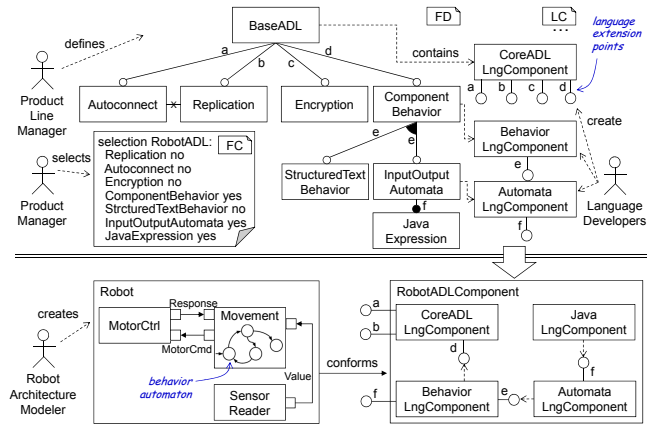 BaseADL
FD
LC
...
language
extension
points
defines
a
b
c
d
contains
CoreADL
LngComponent
a
b
c
d
Product
Line
Manager
Autoconnect
x
Replication
Encryption
Component
Behavior
create
e
e
Behavior
LngComponent
e
selects
Product
Manager
selection RobotADL:
FC
Replication no
Autoconnect no
Encryption no
ComponentBehavior yes
StrcturedTextBehavior no
InputOutputAutomata yes
JavaExpression yes
StructuredText
Behavior
InputOutput
Automata
f
Java
Expression
Automata
LngComponent
f
Language
Developers
creates
Robot
Architecture
Modeler
Robot
Response
MotorCtrl
Movement
MotorCmd
behavior
automaton
Value
Sensor
Reader
conforms
RobotADLComponent
a
b
f
CoreADL
LngComponent
d
Java
LngComponent
f
Behavior
LngComponent
e
Automata
LngComponent